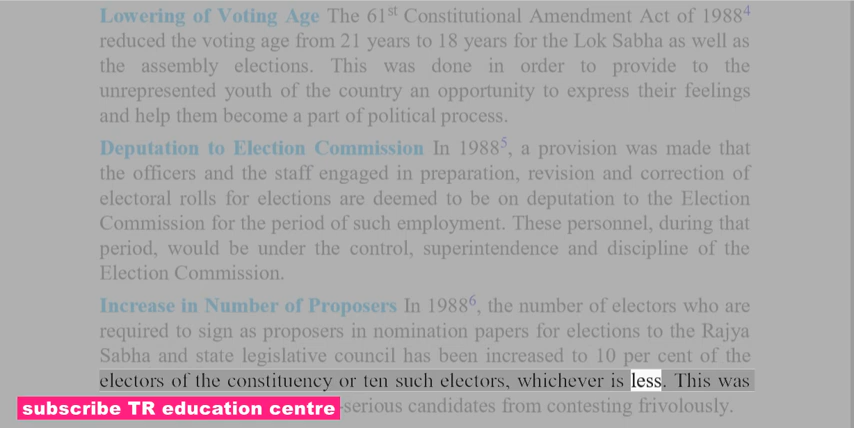 Lowering of Voting Age The 61st Constitutional Amendment Act of 1988⁴
reduced the voting age from 21 years to 18 years for the Lok Sabha as well as
the assembly elections. This was done in order to provide to the
unrepresented youth of the country an opportunity to express their feelings
and help them become a part of political process.
Deputation to Election Commission In 1988⁵, a provision was made that
the officers and the staff engaged in preparation, revision and correction of
electoral rolls for elections are deemed to be on deputation to the Election
Commission for the period of such employment. These personnel, during that
period, would be under the control, superintendence and discipline of the
Election Commission.
Increase in Number of Proposers In 1988⁶, the number of electors who are
required to sign as proposers in nomination papers for elections to the Rajya
Sabha and state legislative council has been increased to 10 per cent of the
electors of the constituency or ten such electors, whichever is less. This was
subscribe TR education centre -serious candidates from contesting frivolously.